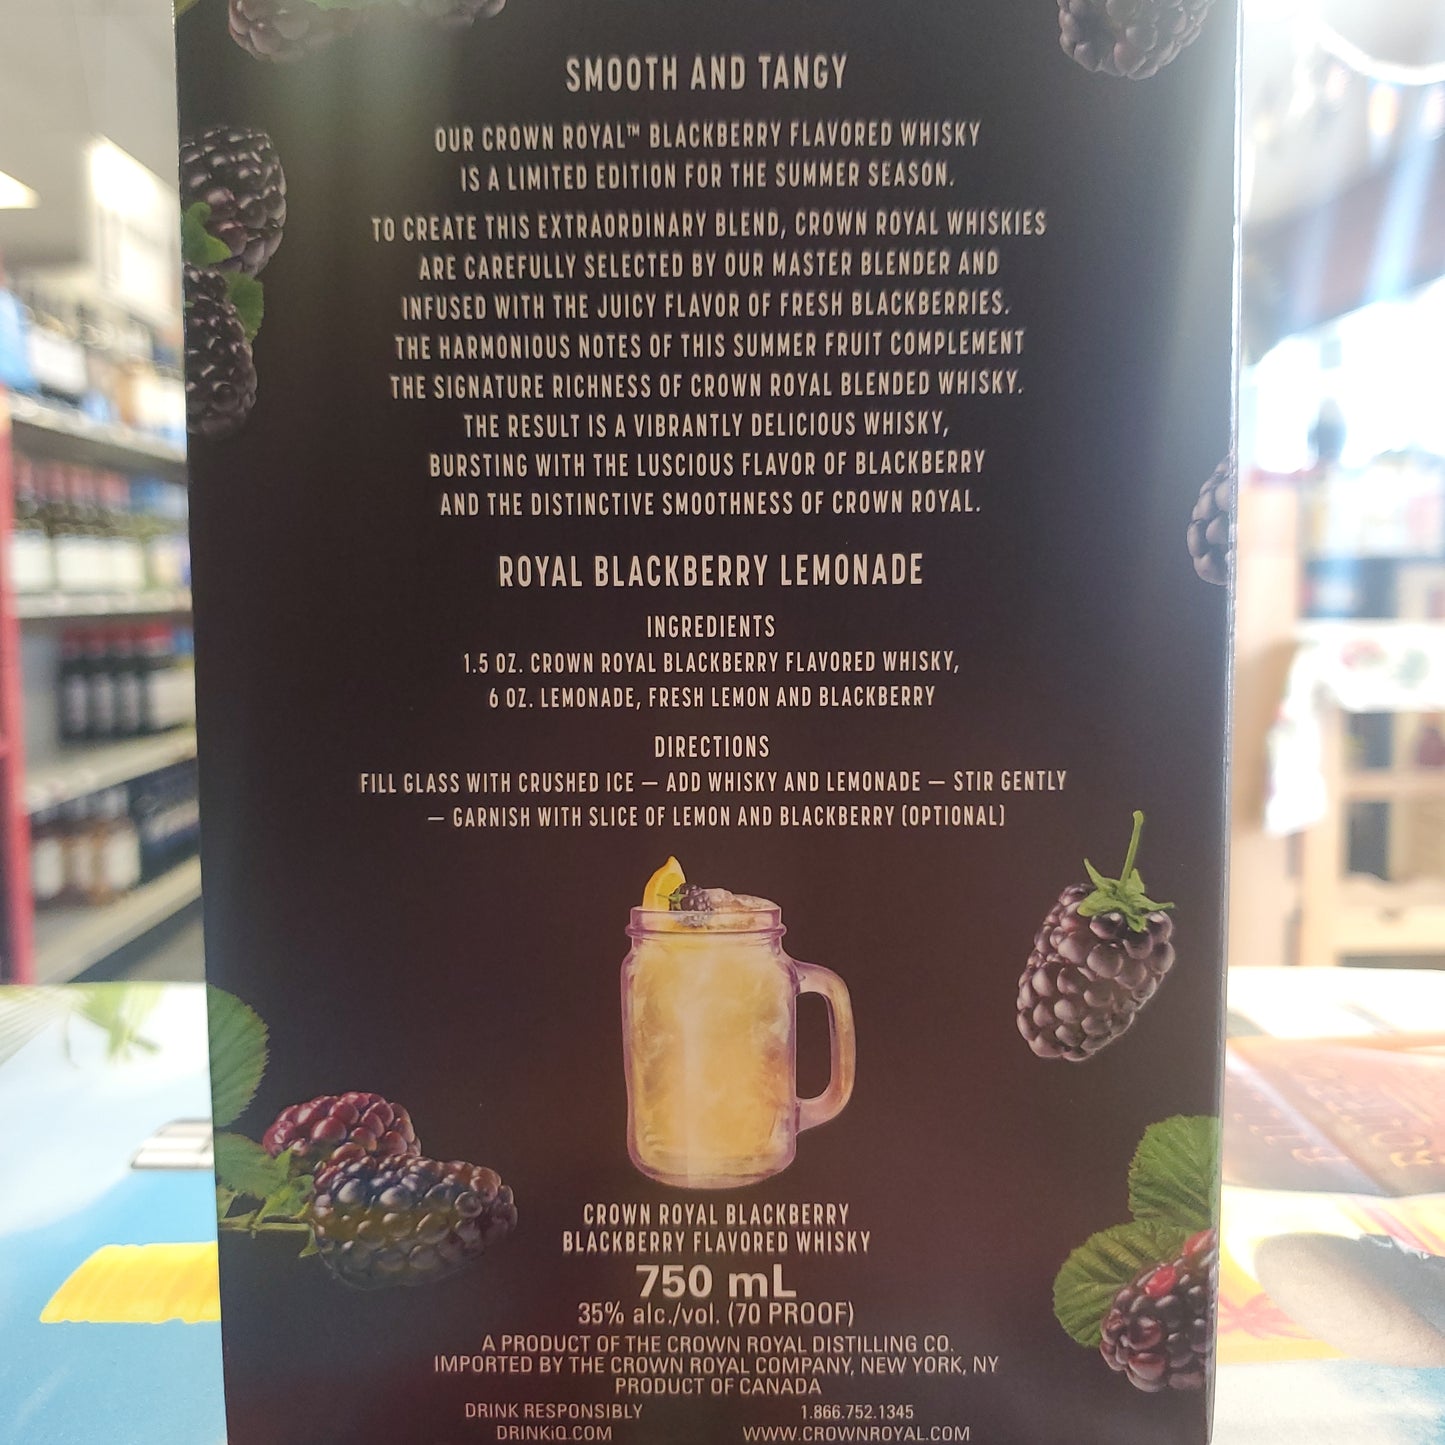 SMOOTH AND TANGY
OUR CROWN ROYAL™ BLACKBERRY FLAVORED WHISKY
IS A LIMITED EDITION FOR THE SUMMER SEASON.
TO CREATE THIS EXTRAORDINARY BLEND, CROWN ROYAL WHISKIES
ARE CAREFULLY SELECTED BY OUR MASTER BLENDER AND
INFUSED WITH THE JUICY FLAVOR OF FRESH BLACKBERRIES.
THE HARMONIOUS NOTES OF THIS SUMMER FRUIT COMPLEMENT
THE SIGNATURE RICHNESS OF CROWN ROYAL BLENDED WHISKY.
THE RESULT IS A VIBRANTLY DELICIOUS WHISKY,
BURSTING WITH THE LUSCIOUS FLAVOR OF BLACKBERRY
AND THE DISTINCTIVE SMOOTHNESS OF CROWN ROYAL.
ROYAL BLACKBERRY LEMONADE
INGREDIENTS
1.5 OZ. CROWN ROYAL BLACKBERRY FLAVORED WHISKY,
6 OZ. LEMONADE, FRESH LEMON AND BLACKBERRY
DIRECTIONS
FILL GLASS WITH CRUSHED ICE — ADD WHISKY AND LEMONADE — STIR GENTLY
— GARNISH WITH SLICE OF LEMON AND BLACKBERRY (OPTIONAL)
CROWN ROYAL BLACKBERRY
BLACKBERRY FLAVORED WHISKY
750 mL
35% alc./vol. (70 PROOF)
A PRODUCT OF THE CROWN ROYAL DISTILLING CO.
IMPORTED BY THE CROWN ROYAL COMPANY, NEW YORK, NY
PRODUCT OF CANADA
DRINK RESPONSIBLY
DRINKiQ.COM
1.866.752.1345
WWW.CROWNROYAL.COM